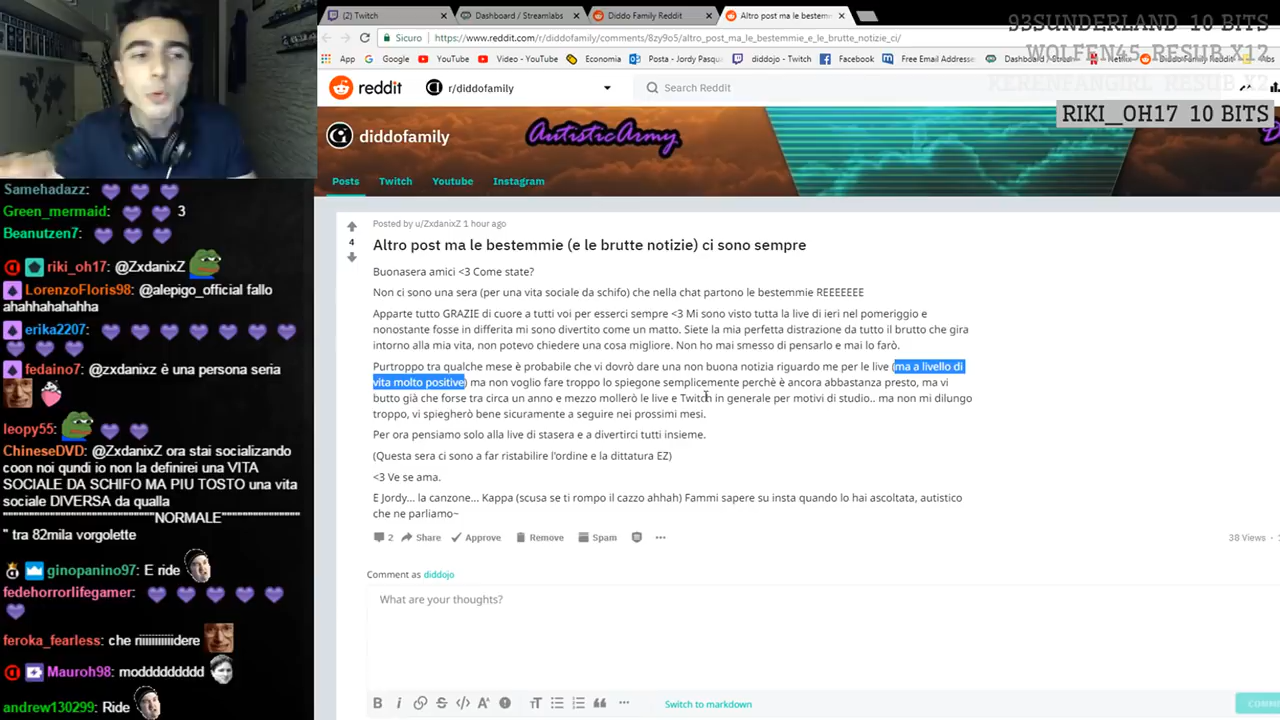 (2) Twitch
Dashboard / Streamlabs
Diddo Family Reddit
Altro post ma le bestemm
93SUNDERLAND 10 BITS
Sicuro https://www.reddit.com/r/diddofamily/comments/8zy9o5/altro_post_ma_le_bestemmie_e_le_brutte_notizie_ci/
WOLFEN45 RESUB X12
App Google YouTube Video - YouTube Economia Posta - Jordy Pasqu diddojo - Twitch Facebook Free Email Addresse
KERENFANGIRL RESUB X2
reddit r/diddofamily Search Reddit
RIKI_OH17 10 BITS
diddofamily
AutisticArmy
Posts Twitch Youtube Instagram
Samehadazz:
Green_mermaid: 3
Beanutzen7:
riki_oh17: @ZxdanixZ
LorenzoFloris98: @alepigo_official fallo
ahahhahahahha
erika2207:
fedaino7: @zxdanixz è una persona seria
leopy55:
ChineseDVD: @ZxdanixZ ora stai socializando
coon noi qundi io non la definirei una VITA
SOCIALE DA SCHIFO MA PIU TOSTO una vita
sociale DIVERSA da qualla
"NORMALE"
" tra 82mila vorgolette
ginopanino97: E ride
fedehorrorlifegamer:
feroka_fearless: che riiiiiiiiiiidere
Mauroh98: modddddddddd
andrew130299: Ride
Posted by u/ZxdanixZ 1 hour ago
4
Altro post ma le bestemmie (e le brutte notizie) ci sono sempre
Buonasera amici <3 Come state?
Non ci sono una sera (per una vita sociale da schifo) che nella chat partono le bestemmie REEEEEEE
Apparte tutto GRAZIE di cuore a tutti voi per esserci sempre <3 Mi sono visto tutta la live di ieri nel pomeriggio e
nonostante fosse in differita mi sono divertito come un matto. Siete la mia perfetta distrazione da tutto il brutto che gira
intorno alla mia vita, non potevo chiedere una cosa migliore. Non ho mai smesso di pensarlo e mai lo farò.
Purtroppo tra qualche mese è probabile che vi dovrò dare una non buona notizia riguardo me per le live (ma a livello di
vita molto positive) ma non voglio fare troppo lo spiegone semplicemente perchè è ancora abbastanza presto, ma vi
butto già che forse tra circa un anno e mezzo mollerò le live e Twitch in generale per motivi di studio.. ma non mi dilungo
troppo, vi spiegherò bene sicuramente a seguire nei prossimi mesi.
Per ora pensiamo solo alla live di stasera e a divertirci tutti insieme.
(Questa sera ci sono a far ristabilire l'ordine e la dittatura EZ)
<3 Ve se ama.
E Jordy... la canzone... Kappa (scusa se ti rompo il cazzo ahhah) Fammi sapere su insta quando lo hai ascoltata, autistico
che ne parliamo~
2 Share Approve Remove Spam
38 Views
Comment as diddojo
What are your thoughts?
Switch to markdown